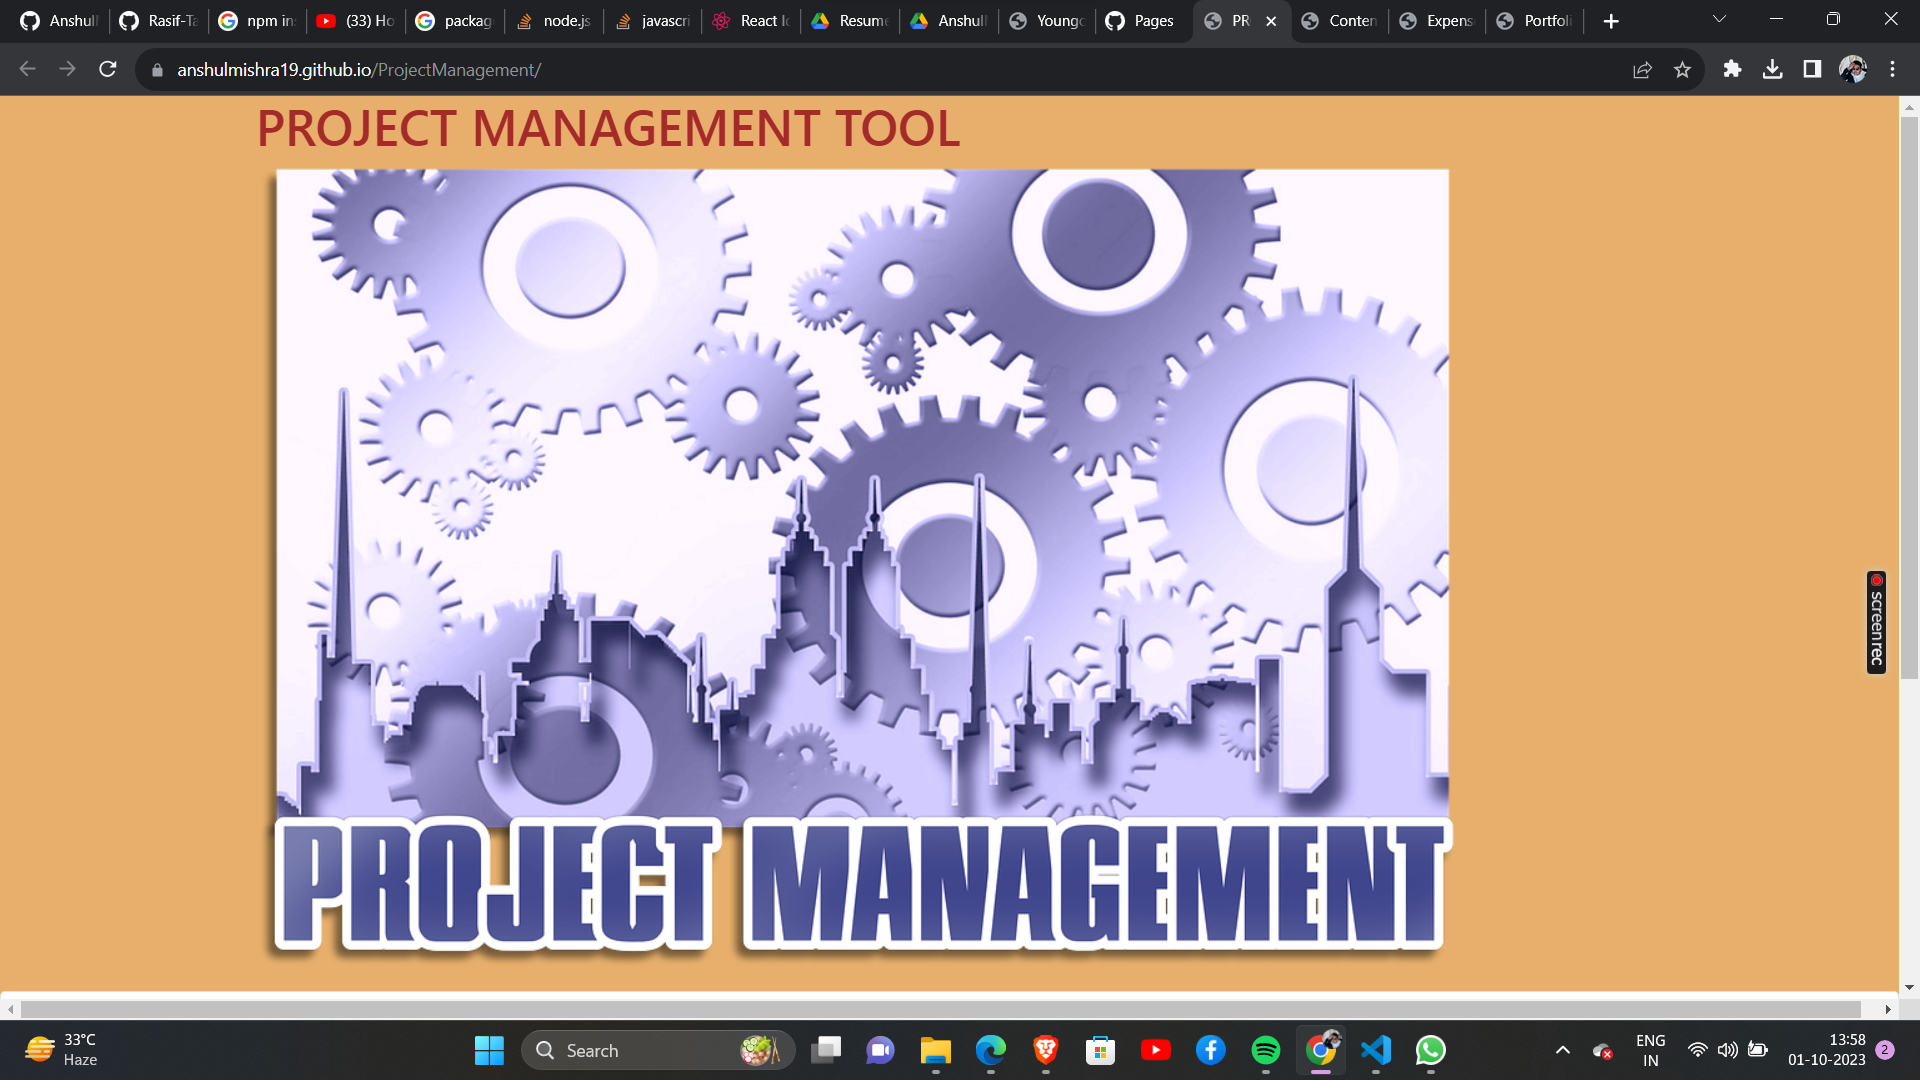 Anshull
Rasif-Ta
npm in
(33) Ho
packag
node.js
javascri
React Ic
Resume
Anshull
Youngo
Pages
PR
Conten
Expens
Portfoli
anshulmishra19.github.io/ProjectManagement/
PROJECT MANAGEMENT TOOL
PROJECT MANAGEMENT
screenrec
33°C
Haze
Search
ENG
IN
13:58
01-10-2023
2